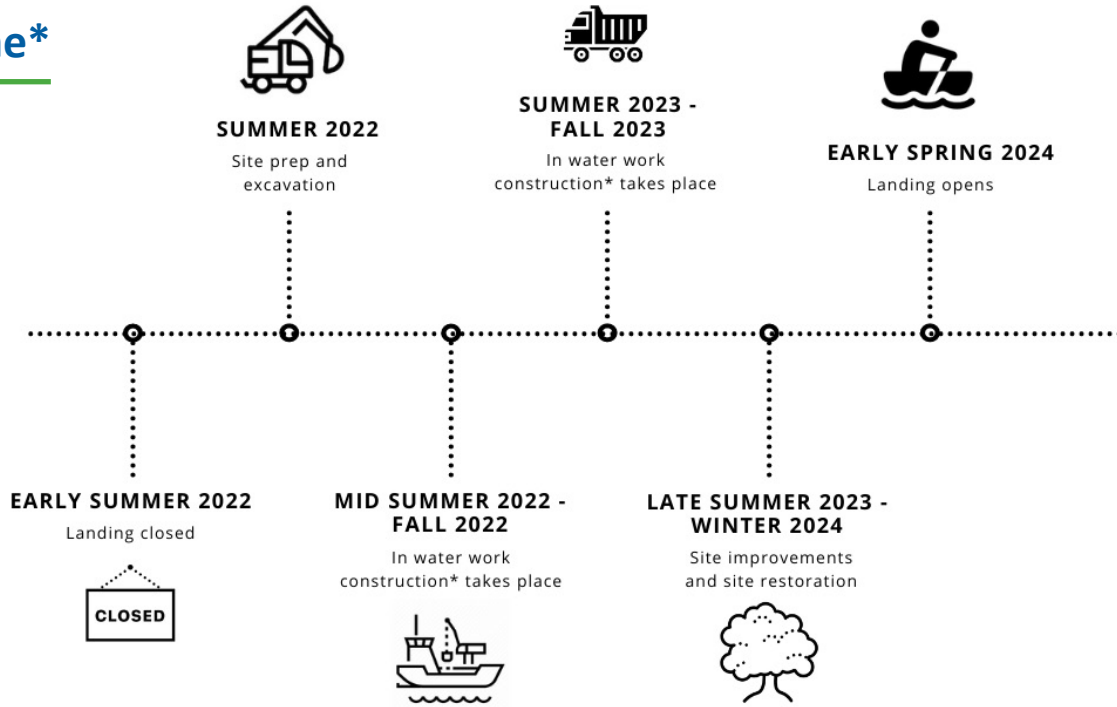 e*
SUMMER 2022
Site prep and
excavation
SUMMER 2023 -
FALL 2023
In water work
construction* takes place
EARLY SPRING 2024
Landing opens
EARLY SUMMER 2022
Landing closed
CLOSED
MID SUMMER 2022 -
FALL 2022
In water work
construction* takes place
LATE SUMMER 2023 -
WINTER 2024
Site improvements
and site restoration